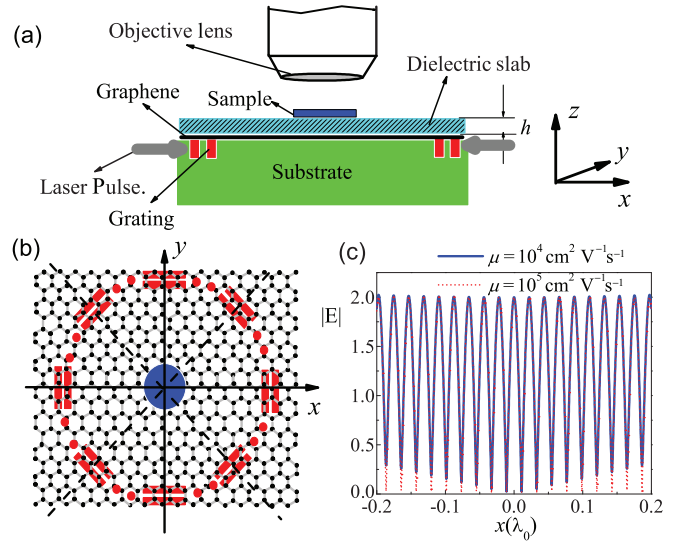 (a)
Objective lens
Dielectric slab
Graphene
Sample
h
z
y
x
Laser Pulse.
Substrate
Grating
(b)
y
x
(c)
μ = 10⁴ cm² V⁻¹s⁻¹
μ = 10⁵ cm² V⁻¹s⁻¹
|E|
2.0
1.5
1.0
0.5
0.0
-0.2
-0.1
0.0
0.1
0.2
x(λ₀)